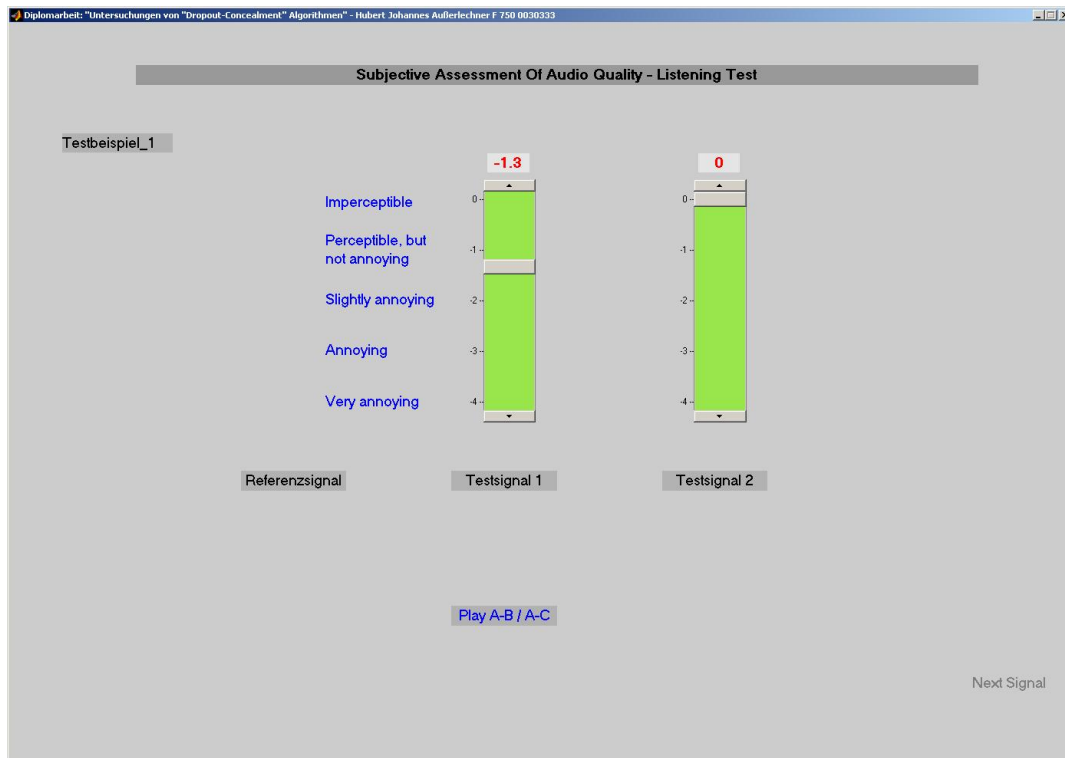 Diplomarbeit: "Untersuchungen von "Dropout-Concealment" Algorithmen" - Hubert Johannes Außerlechner F 750 0030333
Subjective Assessment Of Audio Quality - Listening Test
Testbeispiel_1
-1.3
0
Imperceptible
Perceptible, but
not annoying
Slightly annoying
Annoying
Very annoying
0
-1
-2
-3
-4
0
-1
-2
-3
-4
Referenzsignal
Testsignal 1
Testsignal 2
Play A-B / A-C
Next Signal